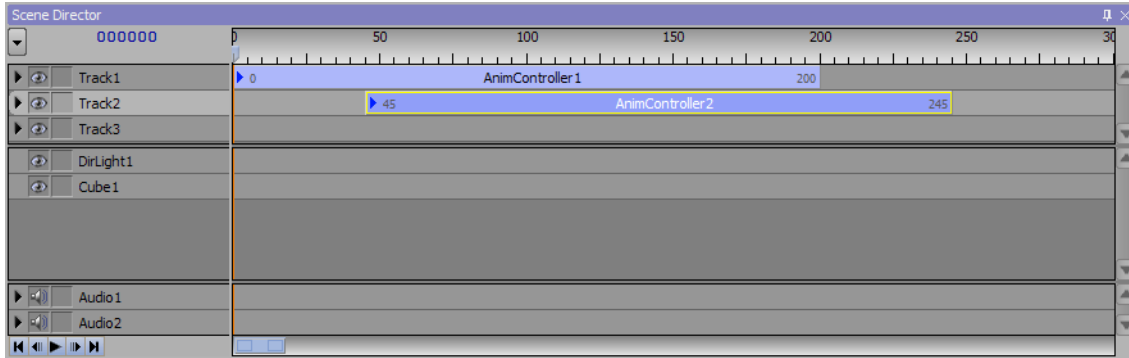 Scene Director
000000 0 50 100 150 200 250 30
Track1 0 AnimController1 200
Track2 45 AnimController2 245
Track3
DirLight1
Cube1
Audio1
Audio2